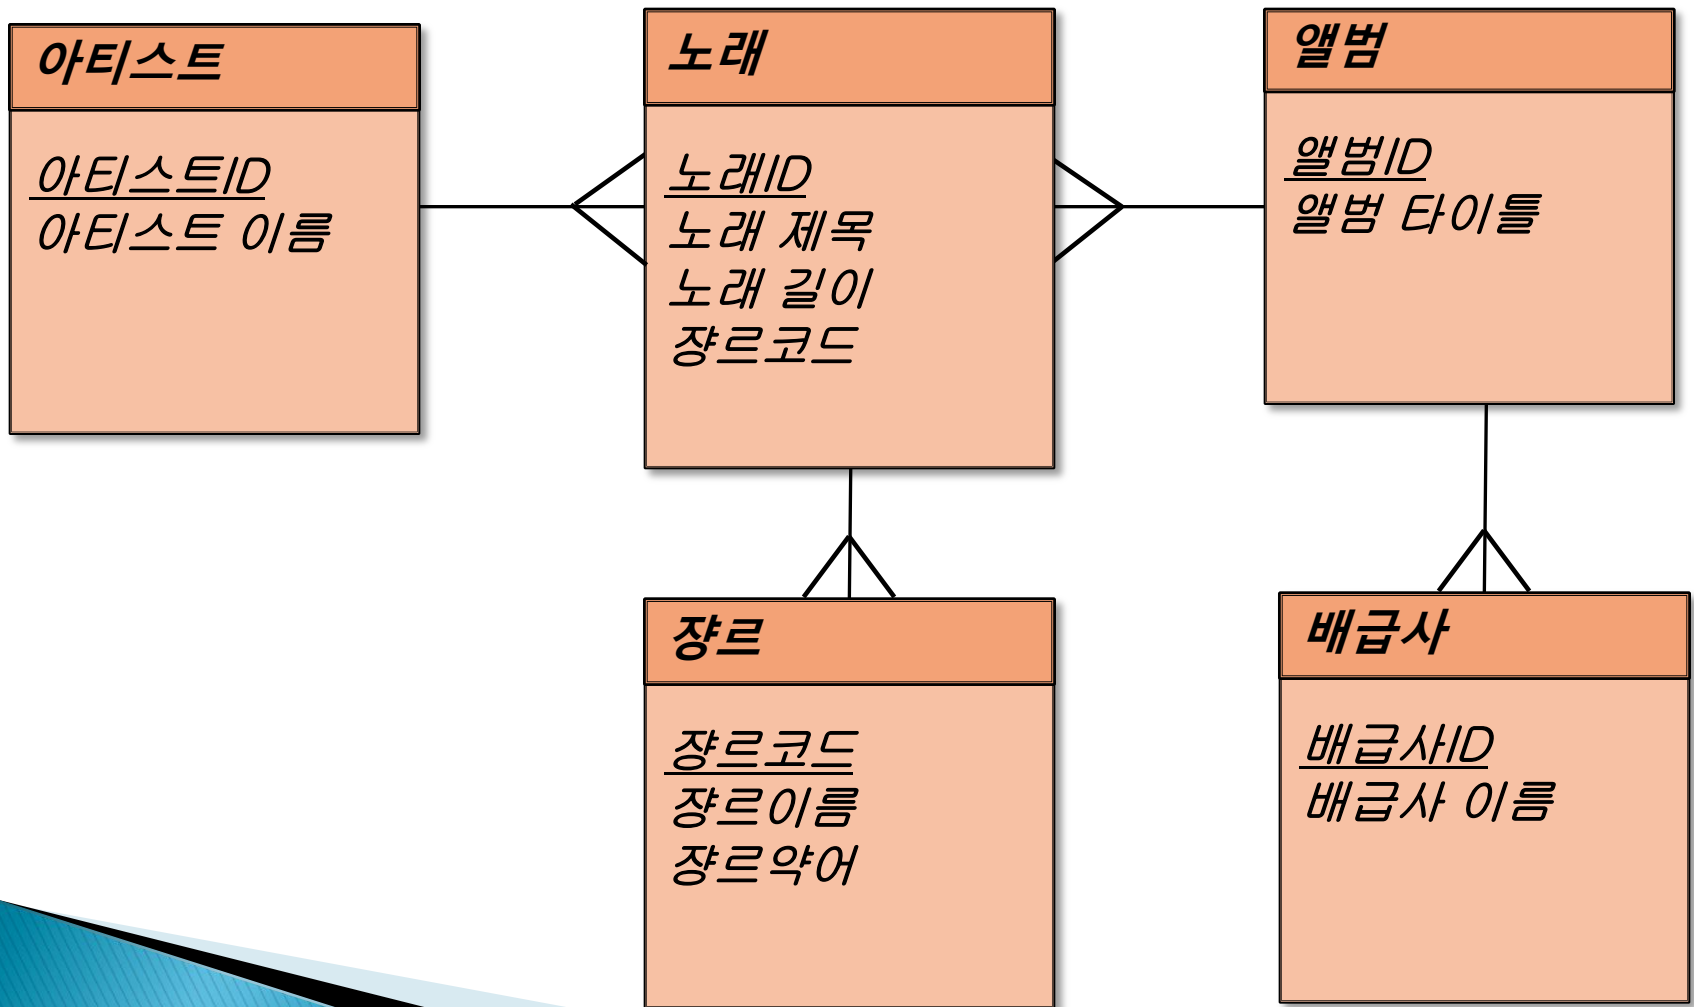 아티스트
아티스트ID
아티스트 이름
노래
노래ID
노래 제목
노래 길이
쟝르코드
앨범
앨범ID
앨범 타이틀
쟝르
쟝르코드
쟝르이름
쟝르약어
배급사
배급사ID
배급사 이름